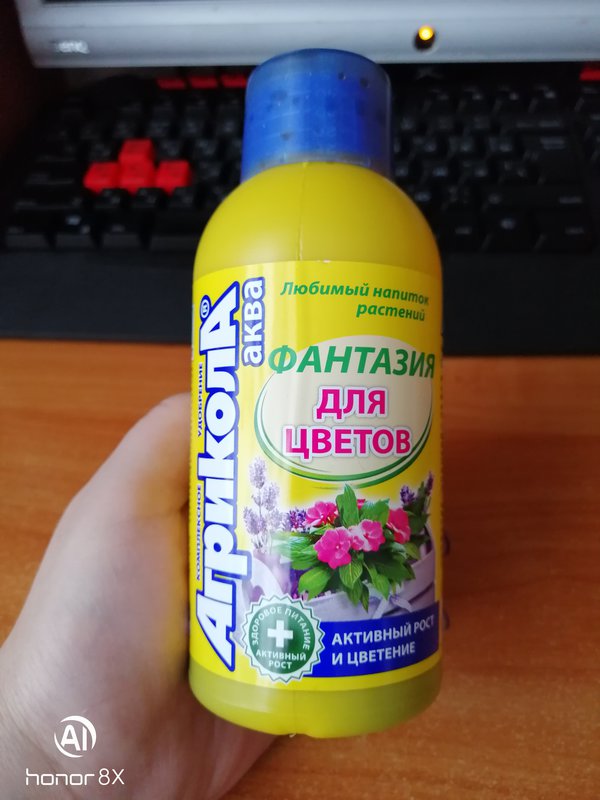 Любимый напиток
растений
ФАНТАЗИЯ
ДЛЯ
ЦВЕТОВ
АгриколА®
аква
КОМПЛЕКСНОЕ УДОБРЕНИЕ
ЗДОРОВОЕ ПИТАНИЕ
АКТИВНЫЙ
РОСТ
АКТИВНЫЙ РОСТ
И ЦВЕТЕНИЕ
AI
honor 8X